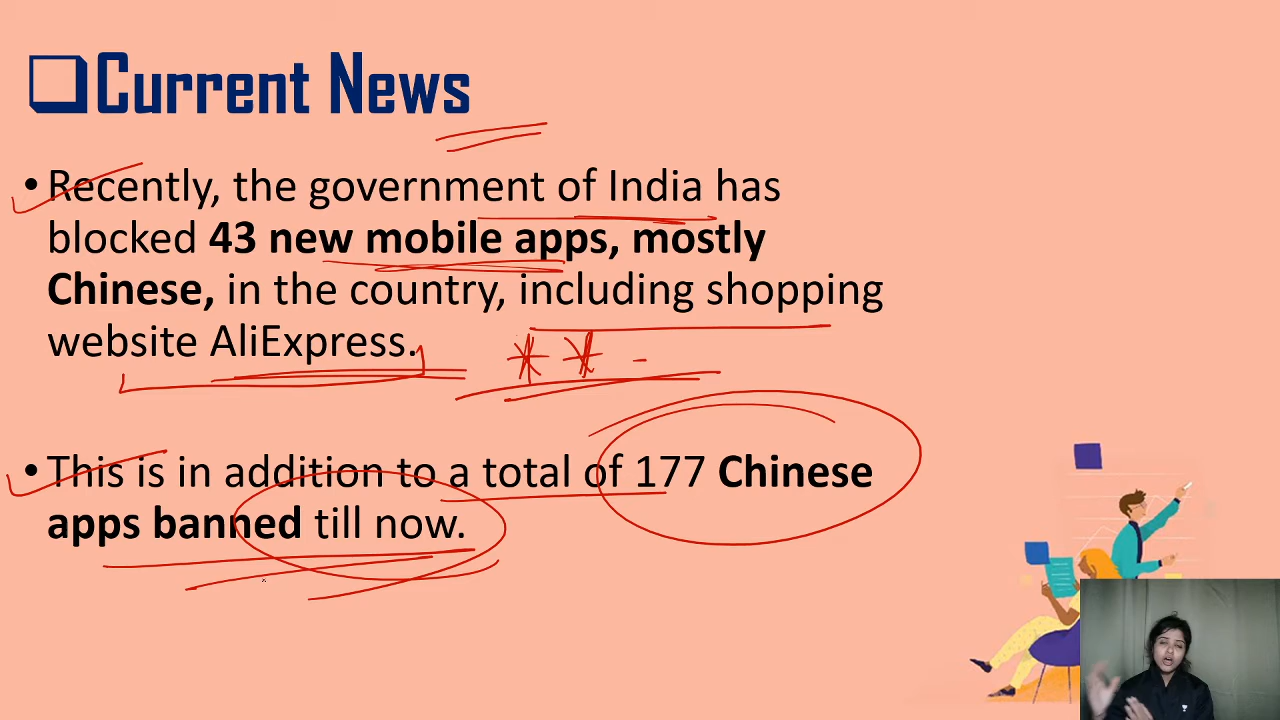 Current News
• Recently, the government of India has
blocked 43 new mobile apps, mostly
Chinese, in the country, including shopping
website AliExpress.
• This is in addition to a total of 177 Chinese
apps banned till now.